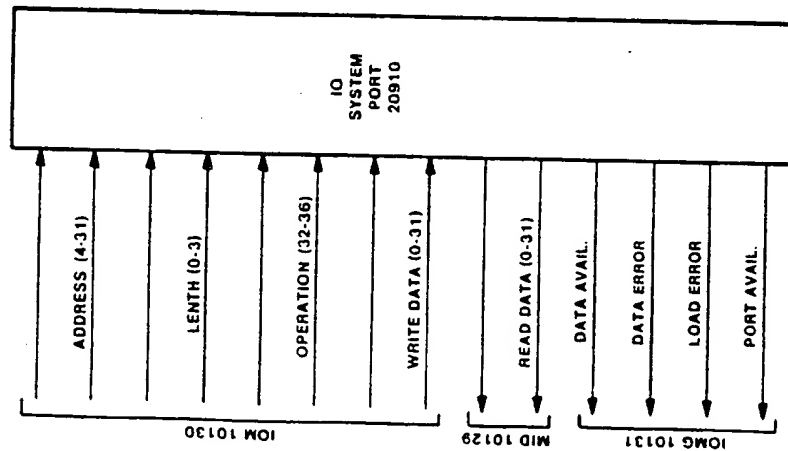 IO
SYSTEM
PORT
20910
ADDRESS (4-31)
LENTH (0-3)
OPERATION (32-36)
WRITE DATA (0-31)
READ DATA (0-31)
DATA AVAIL.
DATA ERROR
LOAD ERROR
PORT AVAIL.
IOM 10130
MID 10129
IOMG 10131